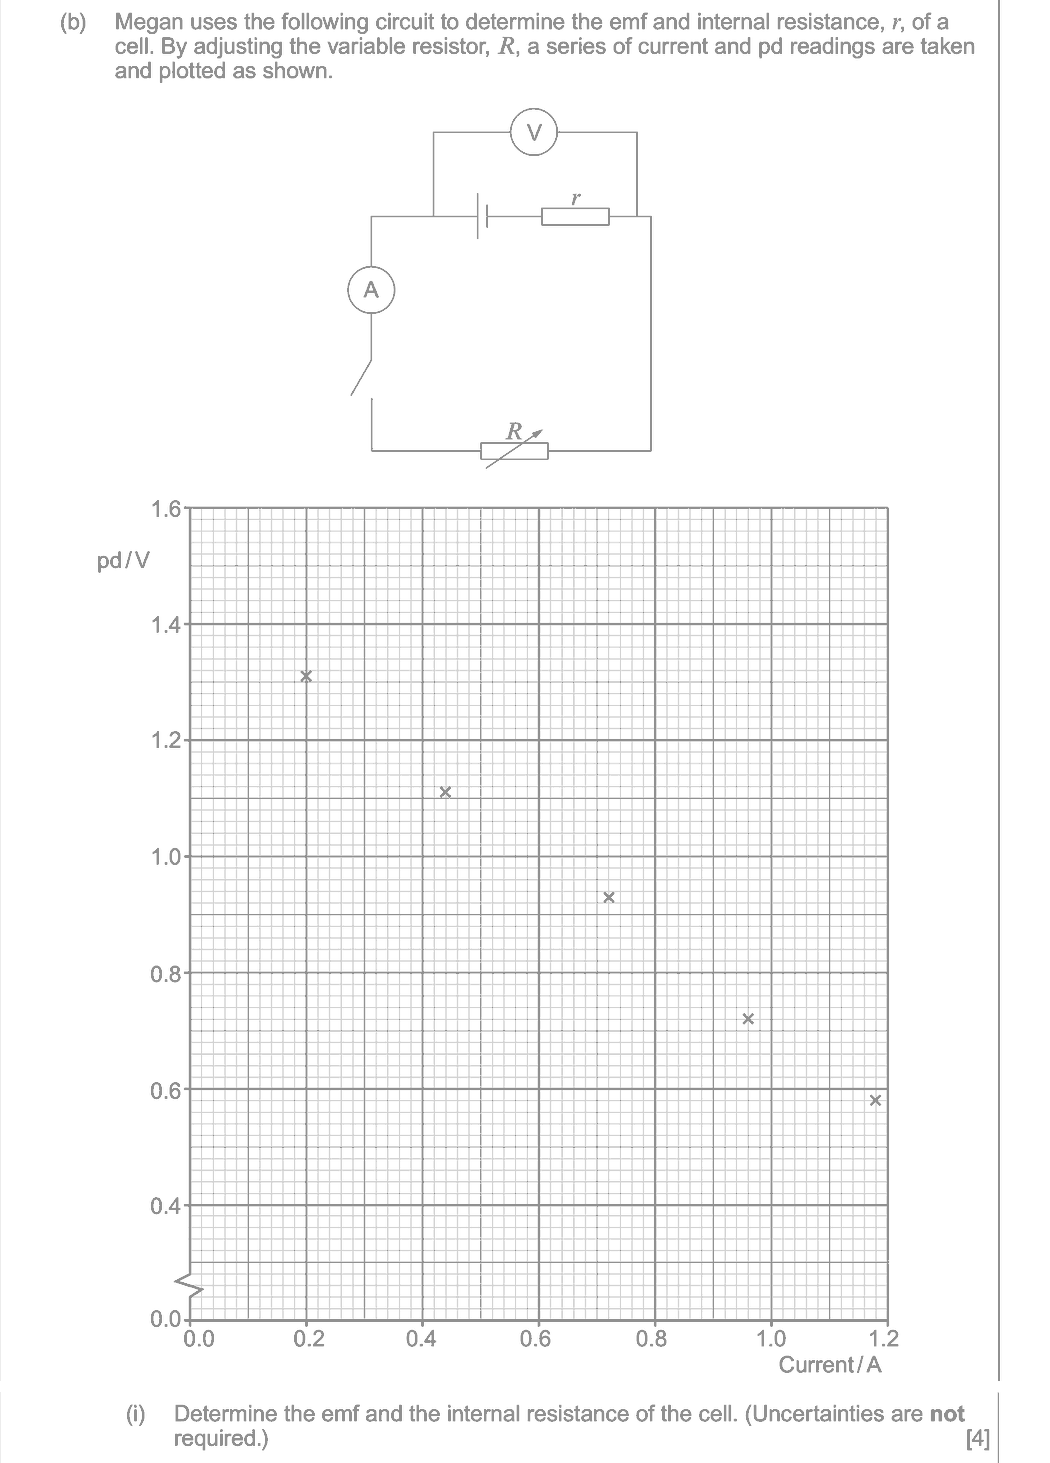 (b) Megan uses the following circuit to determine the emf and internal resistance, r, of a
cell. By adjusting the variable resistor, R, a series of current and pd readings are taken
and plotted as shown.
V
r
A
R
1.6
pd/V
1.4
1.2
1.0
0.8
0.6
0.4
0.0
0.0 0.2 0.4 0.6 0.8 1.0 1.2
Current/A
(i) Determine the emf and the internal resistance of the cell. (Uncertainties are not
required.) [4]